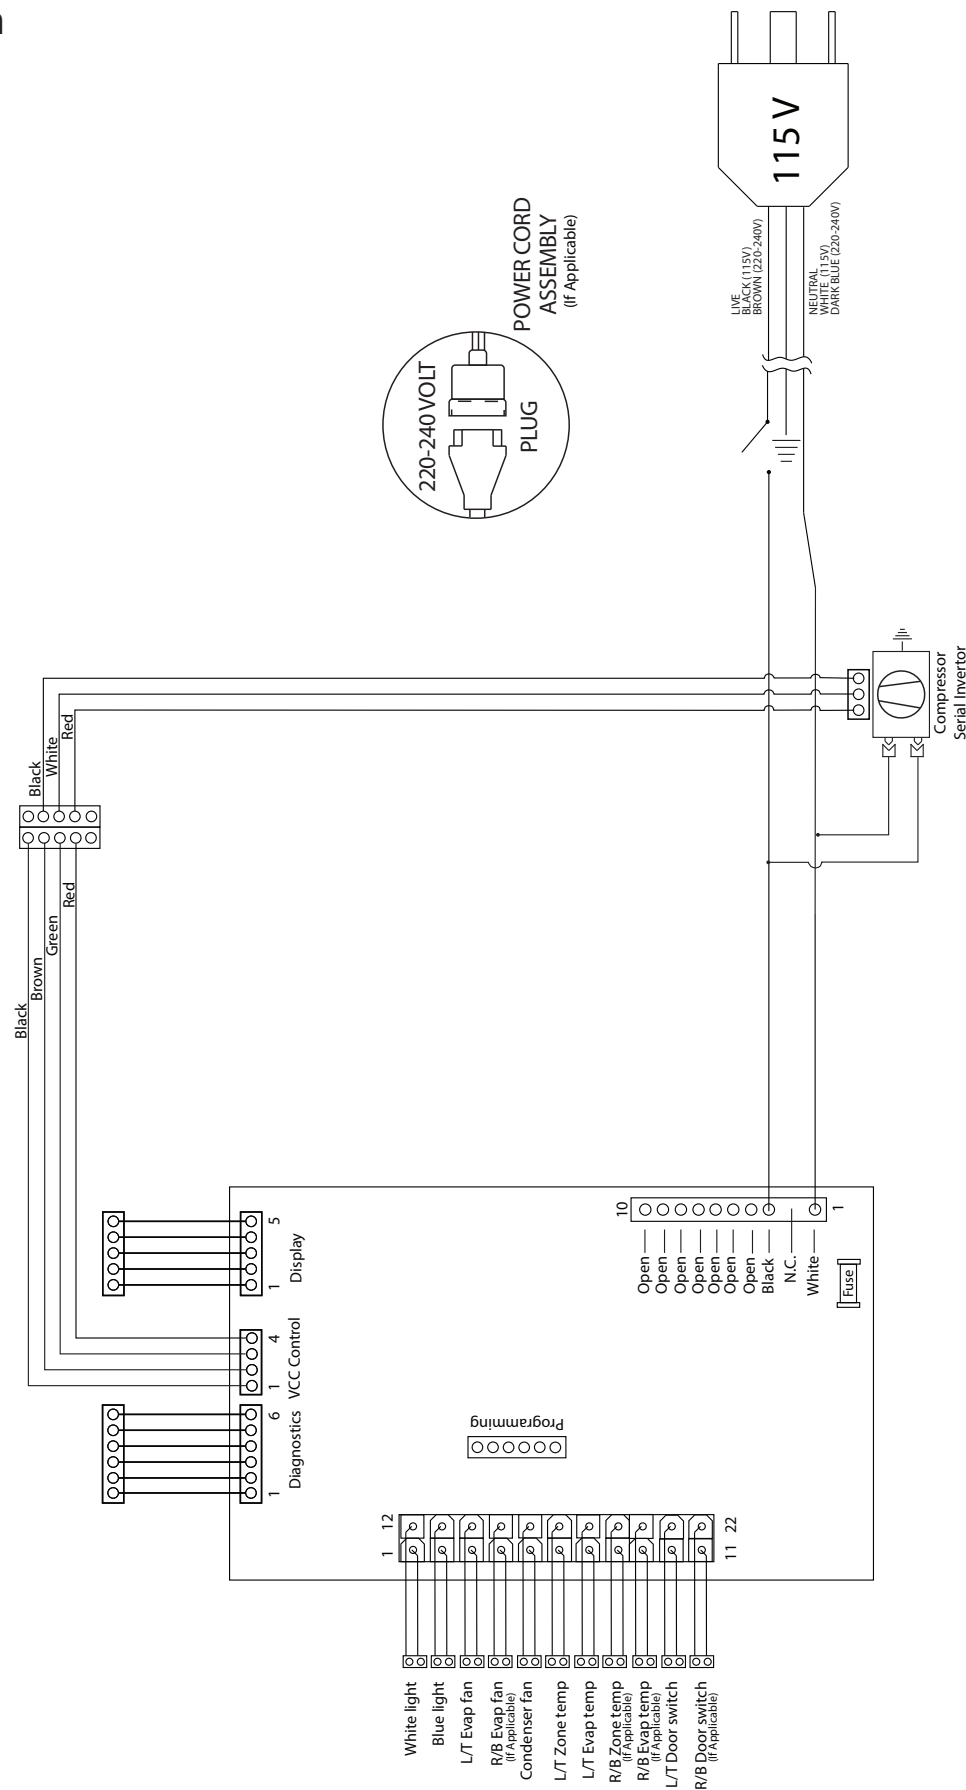 115 V
LIVE
BLACK (115V)
BROWN (220-240V)
NEUTRAL
WHITE (115V)
DARK BLUE (220-240V)
POWER CORD
ASSEMBLY
(If Applicable)
220-240 VOLT
PLUG
Compressor
Serial Invertor
Black
White
Red
Black
Brown
Green
Red
5
1
Display
4
1
VCC Control
6
1
Diagnostics
10
1
Open
Open
Open
Open
Open
Open
Open
Black
N.C.
White
Fuse
Programming
1 12
11 22
White light
Blue light
L/T Evap fan
R/B Evap fan
(If Applicable)
Condenser fan
L/T Zone temp
L/T Evap temp
R/B Zone temp
(If Applicable)
R/B Evap temp
(If Applicable)
L/T Door switch
R/B Door switch
(If Applicable)